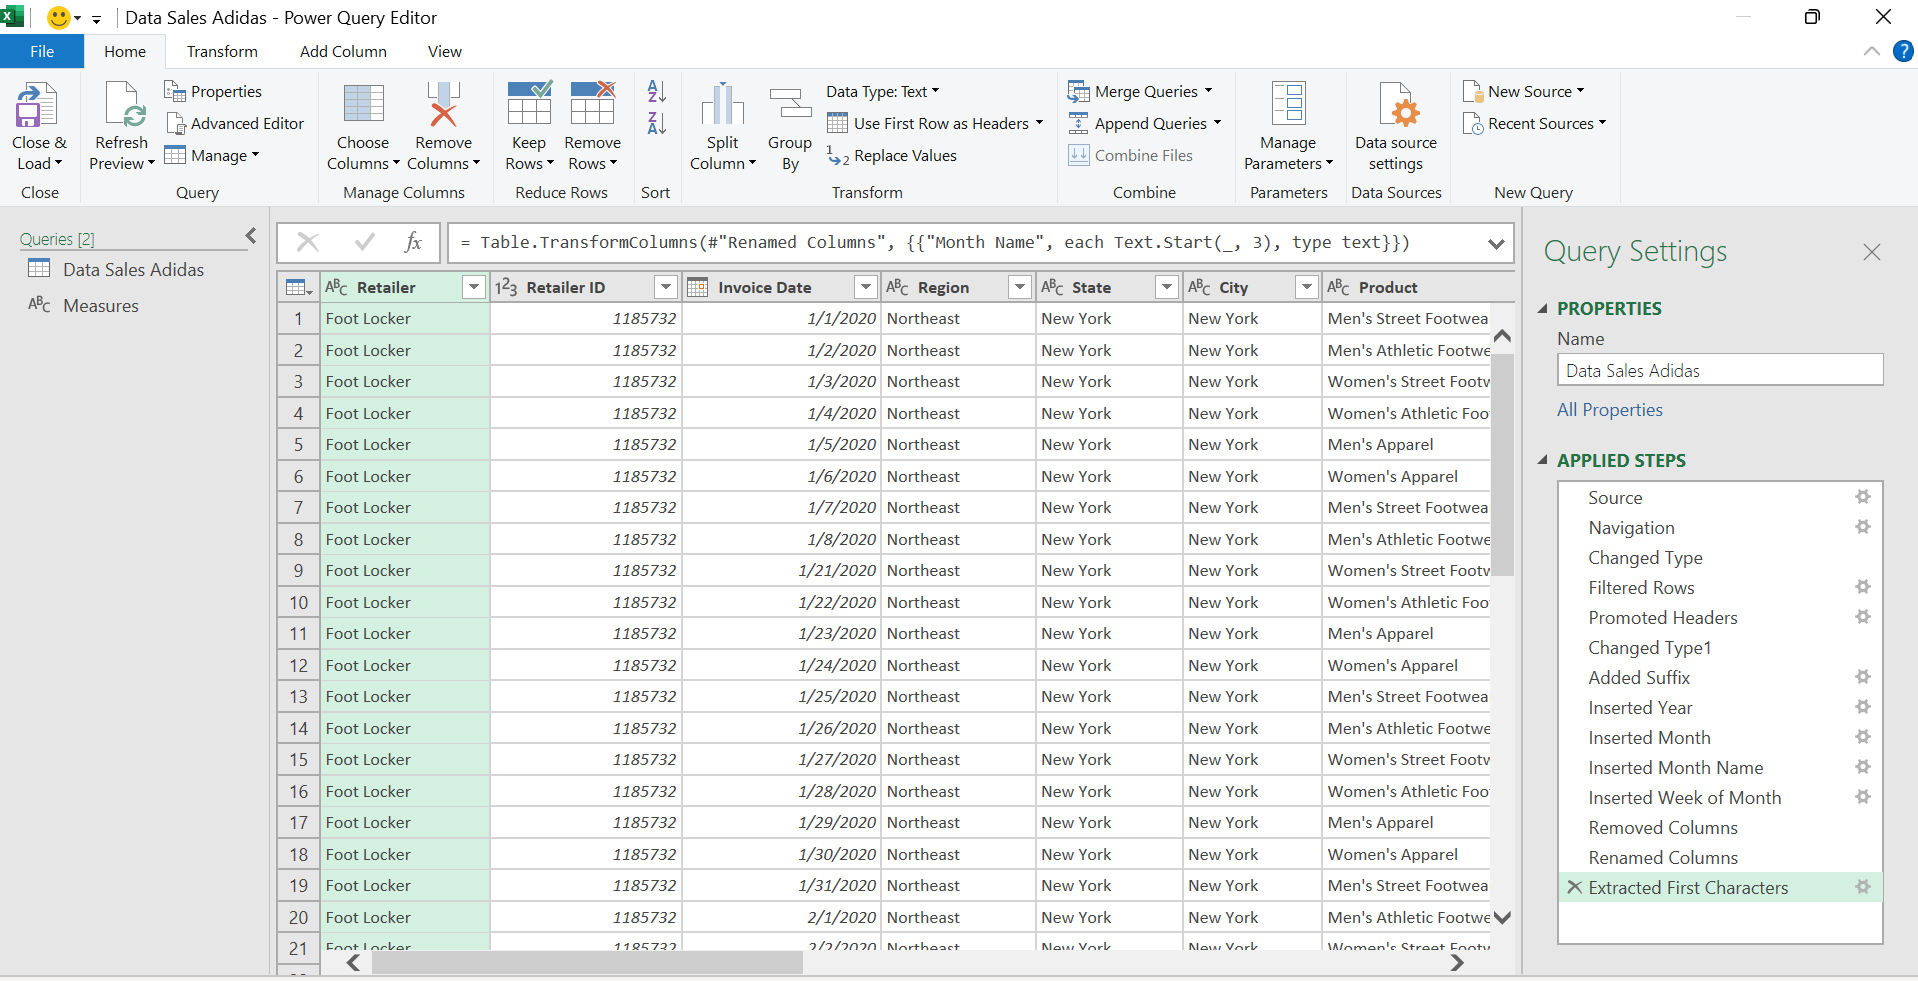 Data Sales Adidas - Power Query Editor
File Home Transform Add Column View
Close & Load
Close
Refresh Preview
Properties
Advanced Editor
Manage
Query
Choose Columns
Remove Columns
Manage Columns
Keep Rows
Remove Rows
Reduce Rows
Sort
Split Column
Group By
Data Type: Text
Use First Row as Headers
Replace Values
Transform
Merge Queries
Append Queries
Combine Files
Combine
Manage Parameters
Parameters
Data source settings
Data Sources
New Source
Recent Sources
New Query
Queries [2]
Data Sales Adidas
ABC Measures
fx = Table.TransformColumns(#"Renamed Columns", {{"Month Name", each Text.Start(_, 3), type text}})
ABC Retailer 123 Retailer ID Invoice Date ABC Region ABC State ABC City ABC Product
1 Foot Locker 1185732 1/1/2020 Northeast New York New York Men's Street Footwea
2 Foot Locker 1185732 1/2/2020 Northeast New York New York Men's Athletic Footwe
3 Foot Locker 1185732 1/3/2020 Northeast New York New York Women's Street Footw
4 Foot Locker 1185732 1/4/2020 Northeast New York New York Women's Athletic Foo
5 Foot Locker 1185732 1/5/2020 Northeast New York New York Men's Apparel
6 Foot Locker 1185732 1/6/2020 Northeast New York New York Women's Apparel
7 Foot Locker 1185732 1/7/2020 Northeast New York New York Men's Street Footwea
8 Foot Locker 1185732 1/8/2020 Northeast New York New York Men's Athletic Footwe
9 Foot Locker 1185732 1/21/2020 Northeast New York New York Women's Street Footw
10 Foot Locker 1185732 1/22/2020 Northeast New York New York Women's Athletic Foo
11 Foot Locker 1185732 1/23/2020 Northeast New York New York Men's Apparel
12 Foot Locker 1185732 1/24/2020 Northeast New York New York Women's Apparel
13 Foot Locker 1185732 1/25/2020 Northeast New York New York Men's Street Footwea
14 Foot Locker 1185732 1/26/2020 Northeast New York New York Men's Athletic Footwe
15 Foot Locker 1185732 1/27/2020 Northeast New York New York Women's Street Footw
16 Foot Locker 1185732 1/28/2020 Northeast New York New York Women's Athletic Foo
17 Foot Locker 1185732 1/29/2020 Northeast New York New York Men's Apparel
18 Foot Locker 1185732 1/30/2020 Northeast New York New York Women's Apparel
19 Foot Locker 1185732 1/31/2020 Northeast New York New York Men's Street Footwea
20 Foot Locker 1185732 2/1/2020 Northeast New York New York Men's Athletic Footwe
21 Foot Locker 1185732 2/2/2020 Northeast New York New York Women's Street Footw
Query Settings
PROPERTIES
Name
Data Sales Adidas
All Properties
APPLIED STEPS
Source
Navigation
Changed Type
Filtered Rows
Promoted Headers
Changed Type1
Added Suffix
Inserted Year
Inserted Month
Inserted Month Name
Inserted Week of Month
Removed Columns
Renamed Columns
Extracted First Characters